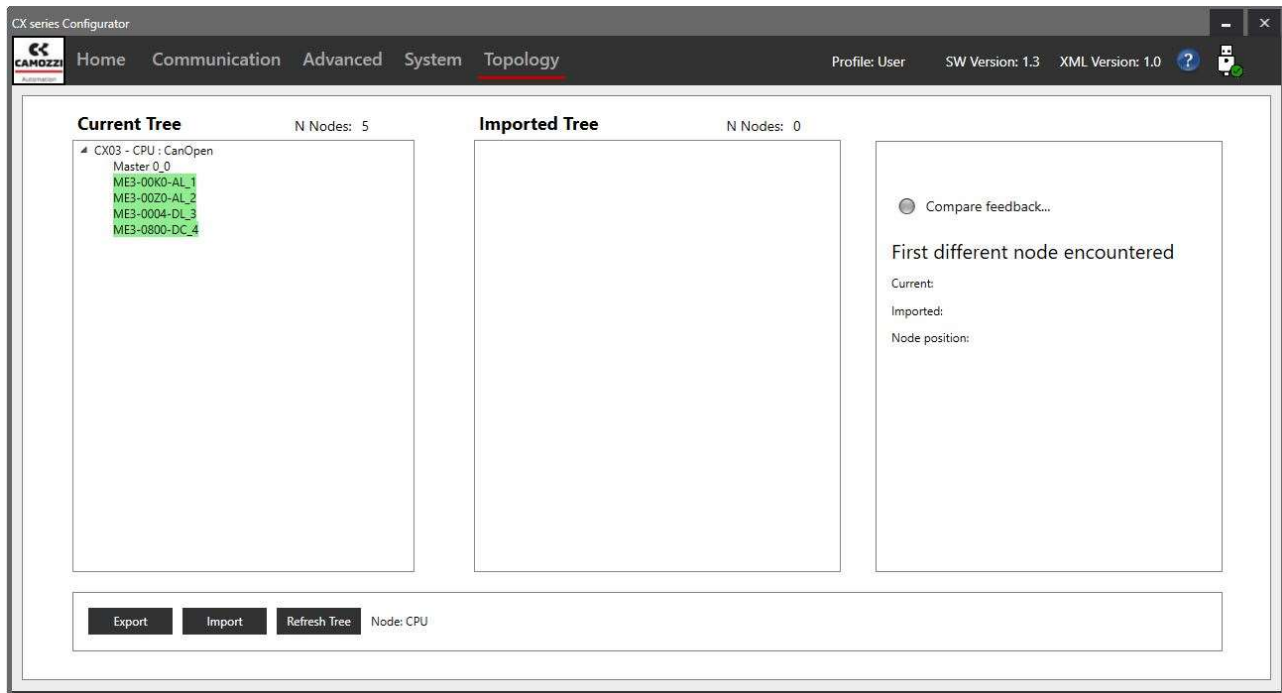 CX series Configurator
CAMOZZI
Automation
Home Communication Advanced System Topology
Profile: User SW Version: 1.3 XML Version: 1.0 ?
Current Tree N Nodes: 5
CX03 - CPU : CanOpen
Master 0_0
ME3-00K0-AL_1
ME3-00Z0-AL_2
ME3-0004-DL_3
ME3-0800-DC_4
Imported Tree N Nodes: 0
Compare feedback...
First different node encountered
Current:
Imported:
Node position:
Export Import Refresh Tree Node: CPU